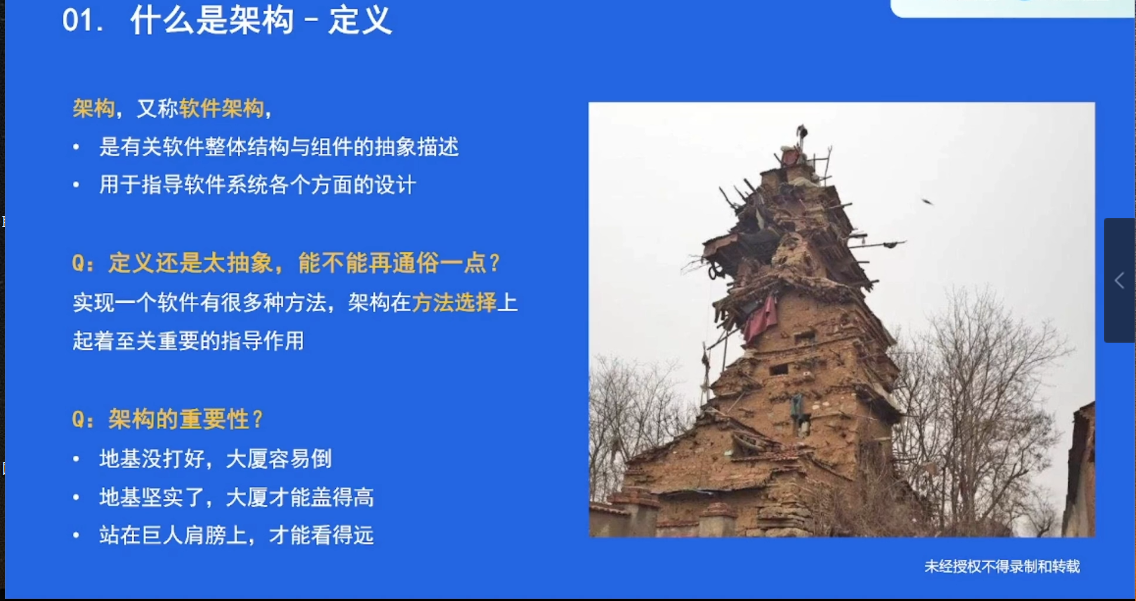 01. 什么是架构 - 定义
架构，又称软件架构，
• 是有关软件整体结构与组件的抽象描述
• 用于指导软件系统各个方面的设计
Q：定义还是太抽象，能不能再通俗一点？
实现一个软件有很多种方法，架构在方法选择上
起着至关重要的指导作用
Q：架构的重要性？
• 地基没打好，大厦容易倒
• 地基坚实了，大厦才能盖得高
• 站在巨人肩膀上，才能看得远
未经授权不得录制和转载